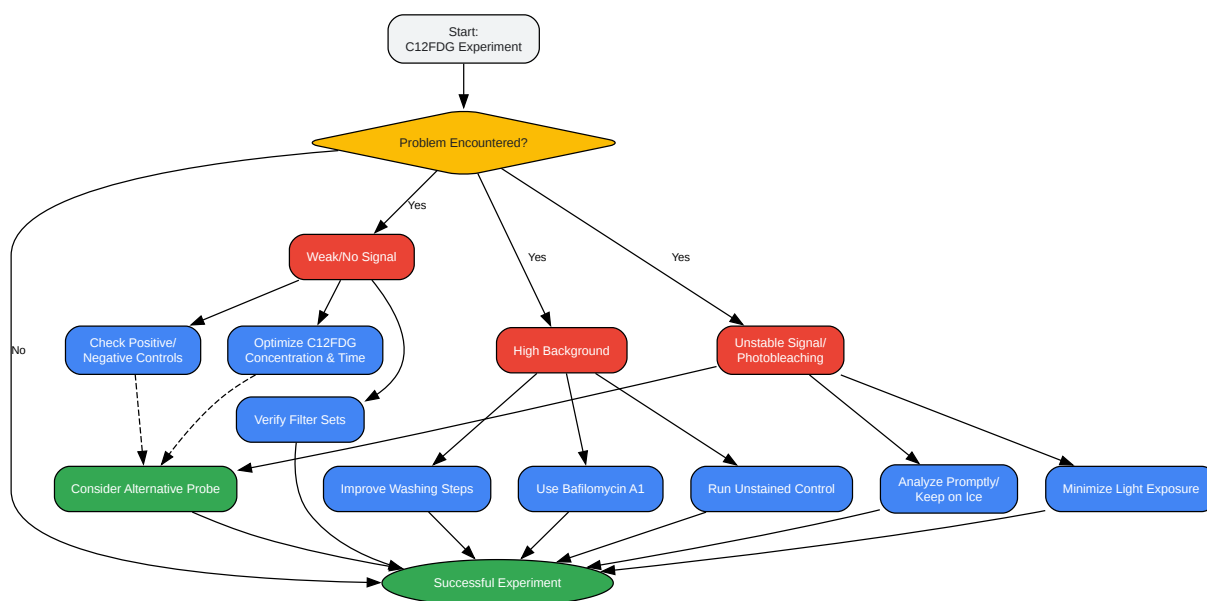 Start:
C12FDG Experiment
Problem Encountered?
Yes
Weak/No Signal
Yes
Yes
No
Check Positive/
Negative Controls
Optimize C12FDG
Concentration & Time
High Background
Unstable Signal/
Photobleaching
Verify Filter Sets
Consider Alternative Probe
Improve Washing Steps
Use Bafilomycin A1
Run Unstained Control
Analyze Promptly/
Keep on Ice
Minimize Light Exposure
Successful Experiment